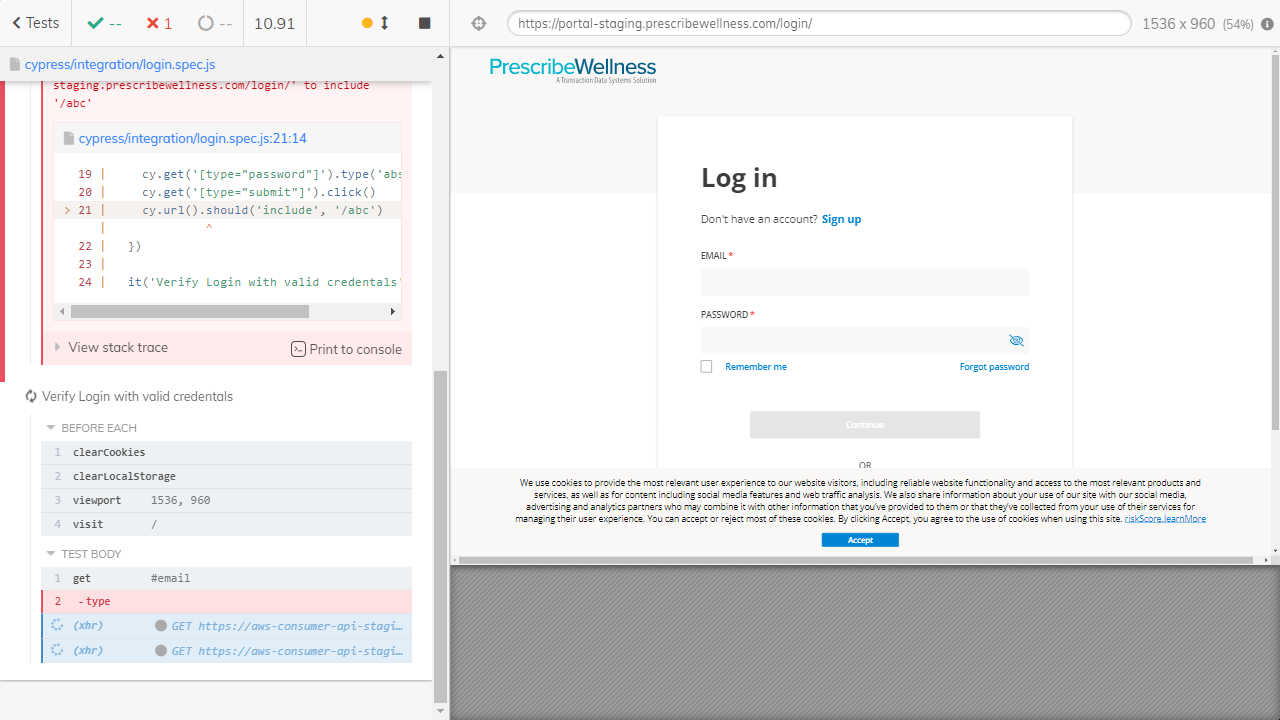 Tests
--
1
--
10.91
https://portal-staging.prescribewellness.com/login/
1536 x 960 (54%)
cypress/integration/login.spec.js
staging.prescribewellness.com/login/' to include
'/abc'
cypress/integration/login.spec.js:21:14
19 | cy.get('[type="password"]').type('abs
20 | cy.get('[type="submit"]').click()
> 21 | cy.url().should('include', '/abc')
| ^
22 | })
23 |
24 | it('Verify Login with valid credentals'
View stack trace
Print to console
Verify Login with valid credentals
BEFORE EACH
1 clearCookies
2 clearLocalStorage
3 viewport 1536, 960
4 visit /
TEST BODY
1 get #email
2 -type
(xhr) GET https://aws-consumer-api-stagi…
(xhr) GET https://aws-consumer-api-stagi…
PrescribeWellness
A Transaction Data Systems Solution
Log in
Don't have an account? Sign up
EMAIL *
PASSWORD *
Remember me
Forgot password
Continue
OR
We use cookies to provide the most relevant user experience to our website visitors, including reliable website functionality and access to the most relevant products and
services, as well as for content including social media features and web traffic analysis. We also share information about your use of our site with our social media,
advertising and analytics partners who may combine it with other information that you've provided to them or that they've collected from your use of their services for
managing their user experience. You can accept or reject most of these cookies. By clicking Accept, you agree to the use of cookies when using this site. riskScore.learnMore
Accept